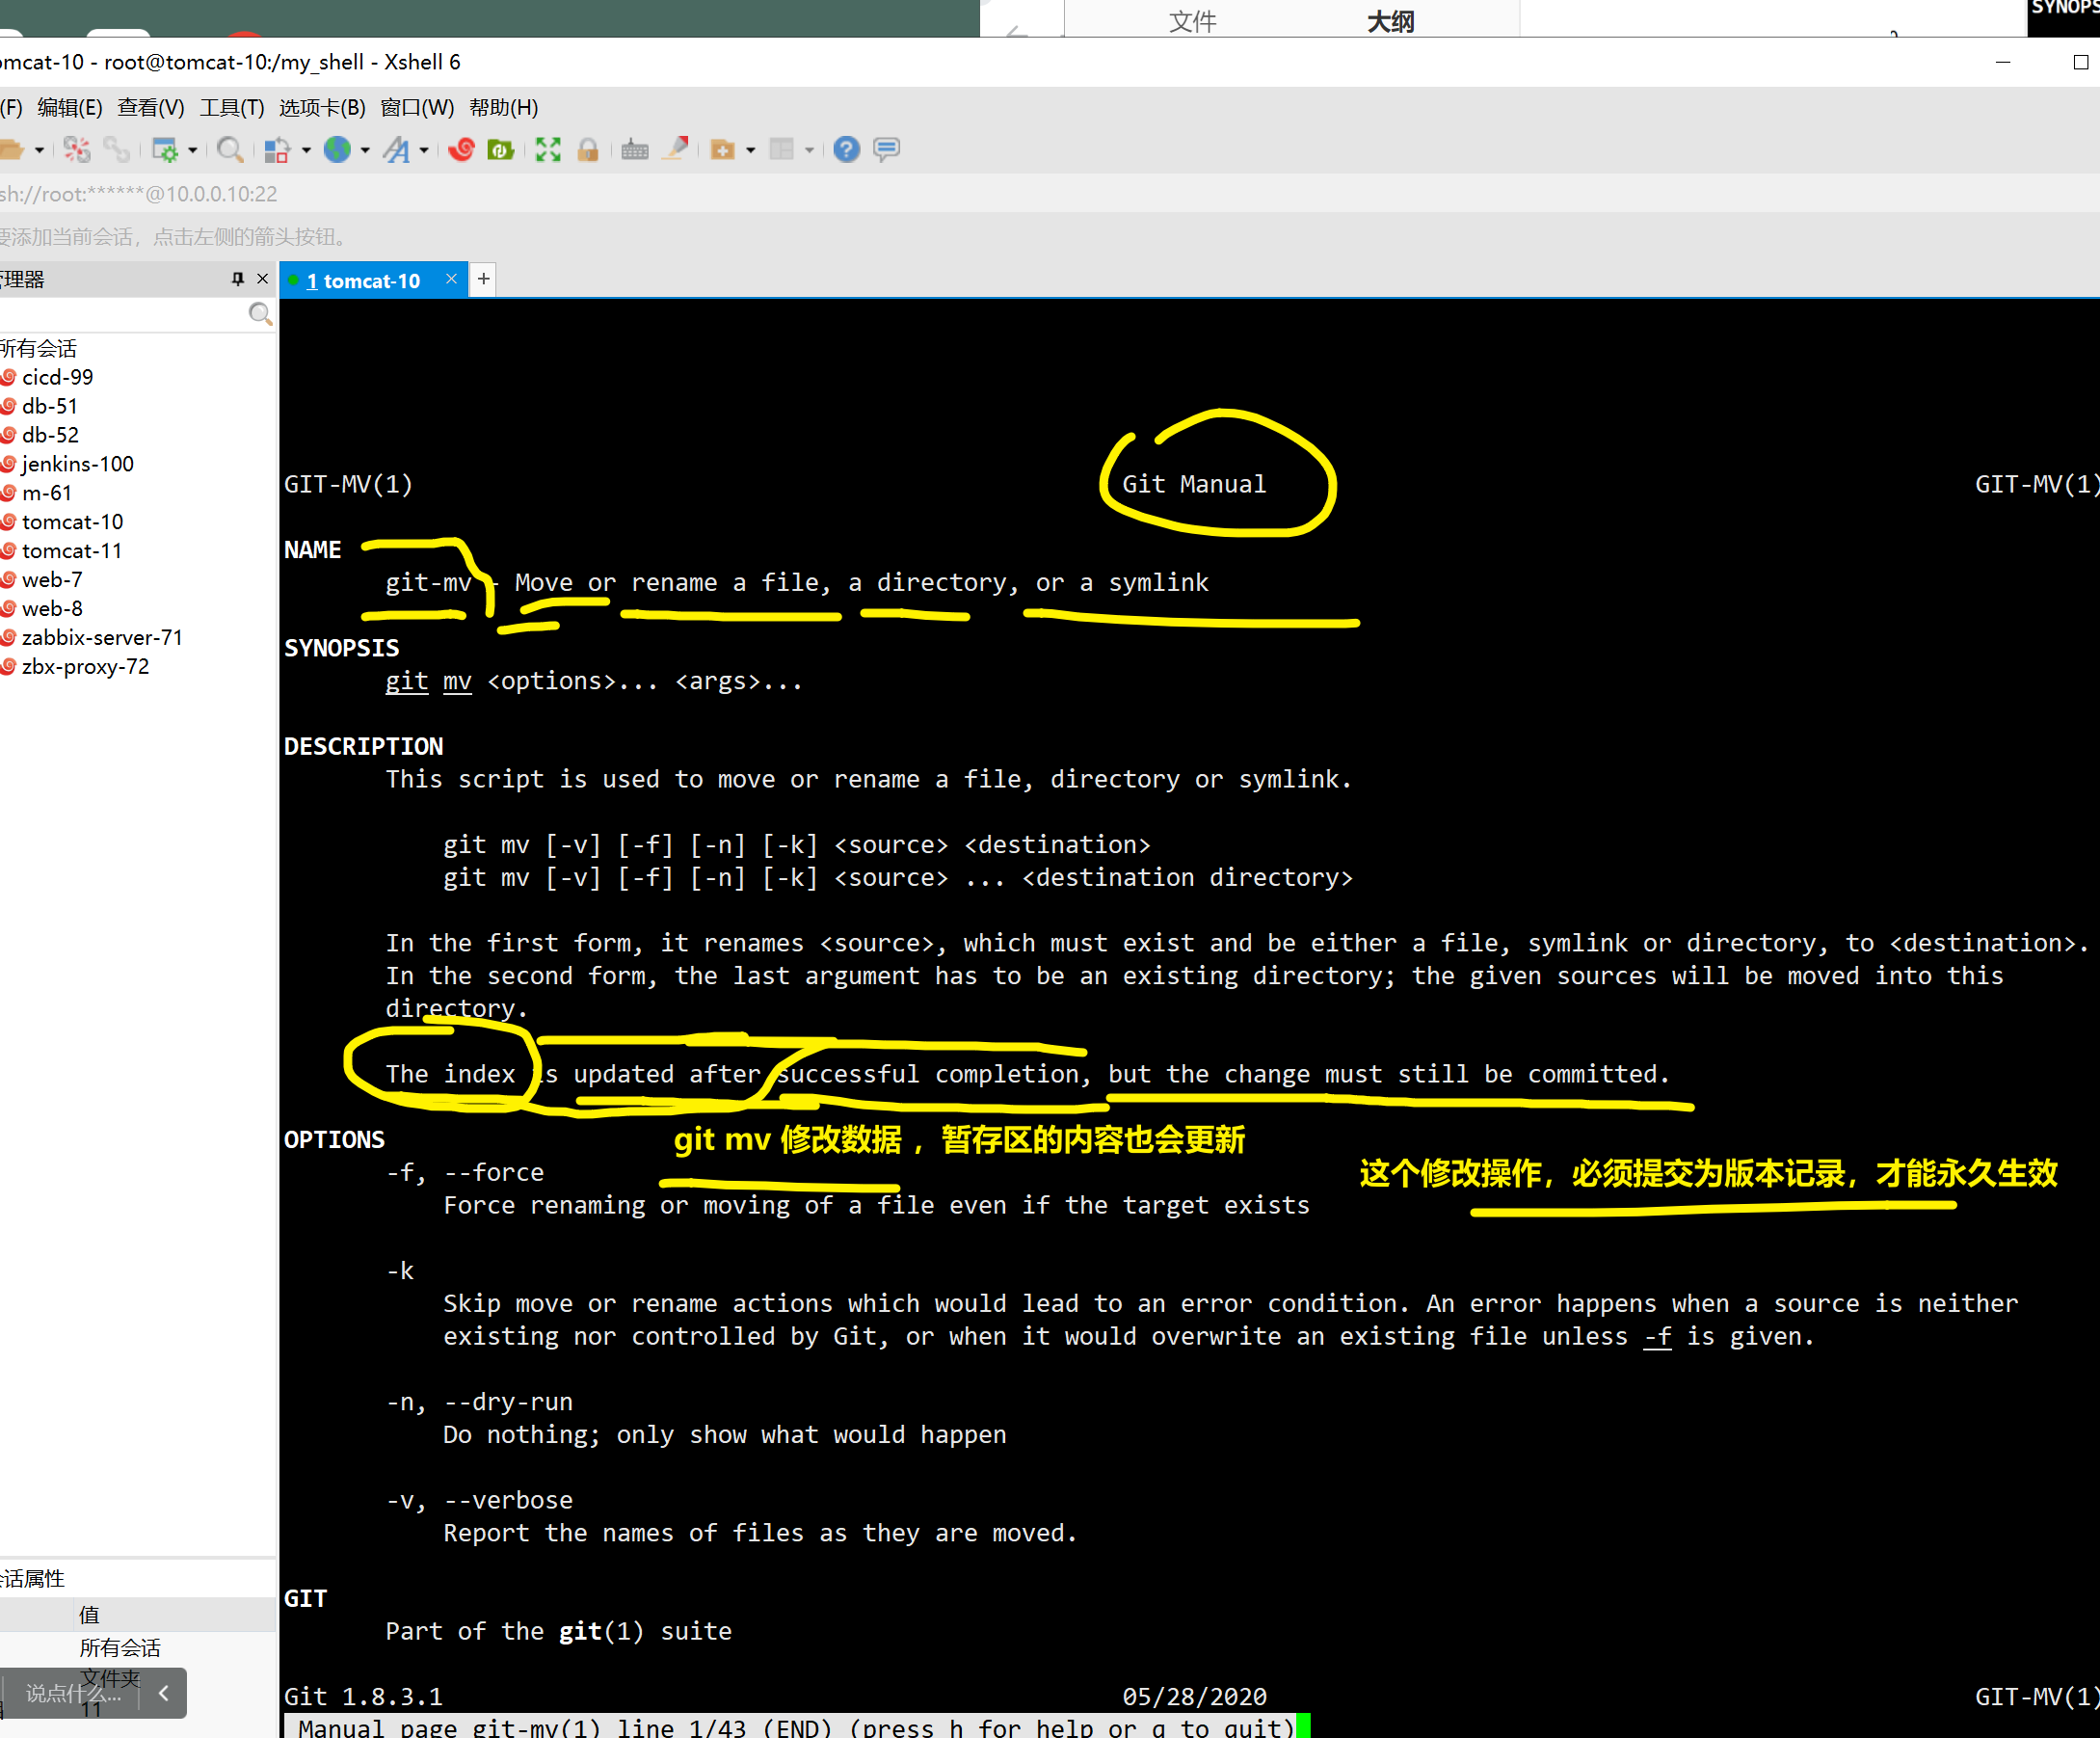 文件 大纲
SYNOPS
omcat-10 - root@tomcat-10:/my_shell - Xshell 6
(F) 编辑(E) 查看(V) 工具(T) 选项卡(B) 窗口(W) 帮助(H)
sh://root:******@10.0.0.10:22
要添加当前会话，点击左侧的箭头按钮。
管理器
1 tomcat-10
所有会话
cicd-99
db-51
db-52
jenkins-100
m-61
tomcat-10
tomcat-11
web-7
web-8
zabbix-server-71
zbx-proxy-72
会话属性
值
所有会话
文件夹
说点什么...
11
GIT-MV(1) Git Manual GIT-MV(1)
NAME
git-mv - Move or rename a file, a directory, or a symlink
SYNOPSIS
git mv <options>... <args>...
DESCRIPTION
This script is used to move or rename a file, directory or symlink.
git mv [-v] [-f] [-n] [-k] <source> <destination>
git mv [-v] [-f] [-n] [-k] <source> ... <destination directory>
In the first form, it renames <source>, which must exist and be either a file, symlink or directory, to <destination>.
In the second form, the last argument has to be an existing directory; the given sources will be moved into this
directory.
The index is updated after successful completion, but the change must still be committed.
OPTIONS
git mv 修改数据 ，暂存区的内容也会更新
-f, --force
这个修改操作，必须提交为版本记录，才能永久生效
Force renaming or moving of a file even if the target exists
-k
Skip move or rename actions which would lead to an error condition. An error happens when a source is neither
existing nor controlled by Git, or when it would overwrite an existing file unless -f is given.
-n, --dry-run
Do nothing; only show what would happen
-v, --verbose
Report the names of files as they are moved.
GIT
Part of the git(1) suite
Git 1.8.3.1 05/28/2020 GIT-MV(1)
Manual page git-mv(1) line 1/43 (END) (press h for help or q to quit)